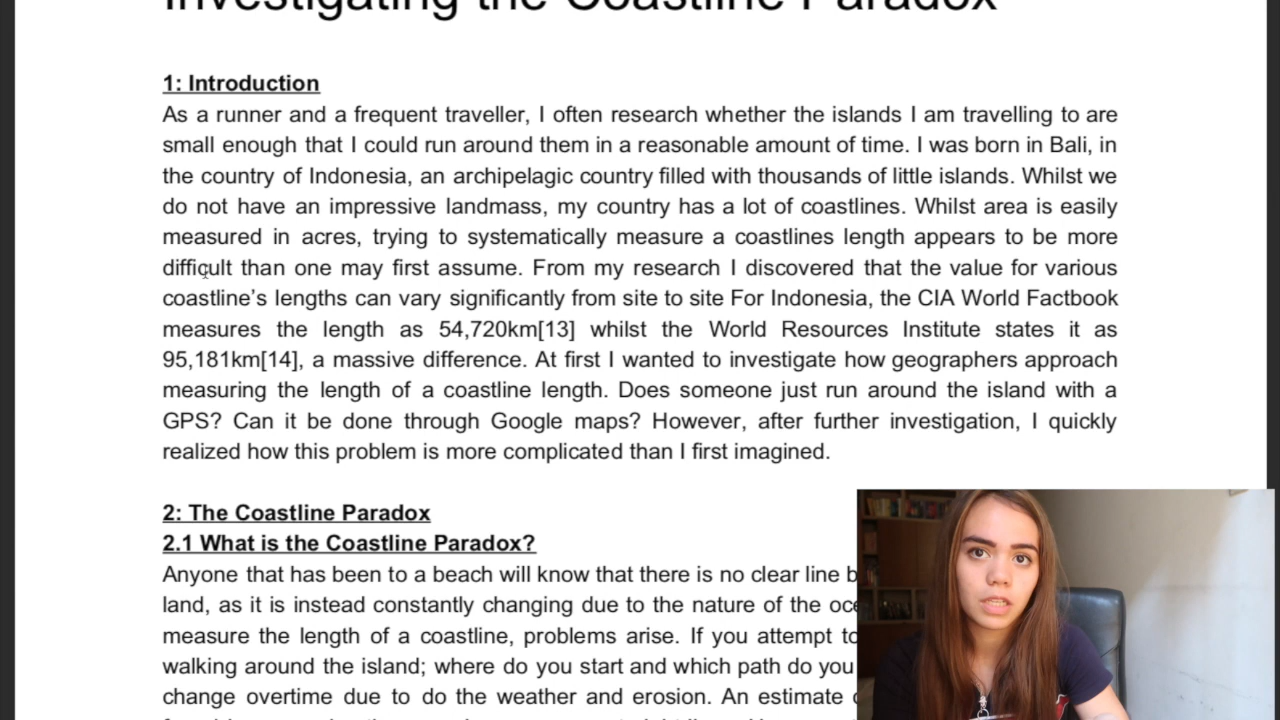 Investigating the Coastline Paradox
1: Introduction
As a runner and a frequent traveller, I often research whether the islands I am travelling to are
small enough that I could run around them in a reasonable amount of time. I was born in Bali, in
the country of Indonesia, an archipelagic country filled with thousands of little islands. Whilst we
do not have an impressive landmass, my country has a lot of coastlines. Whilst area is easily
measured in acres, trying to systematically measure a coastlines length appears to be more
difficult than one may first assume. From my research I discovered that the value for various
coastline's lengths can vary significantly from site to site For Indonesia, the CIA World Factbook
measures the length as 54,720km[13] whilst the World Resources Institute states it as
95,181km[14], a massive difference. At first I wanted to investigate how geographers approach
measuring the length of a coastline length. Does someone just run around the island with a
GPS? Can it be done through Google maps? However, after further investigation, I quickly
realized how this problem is more complicated than I first imagined.
2: The Coastline Paradox
2.1 What is the Coastline Paradox?
Anyone that has been to a beach will know that there is no clear line
land, as it is instead constantly changing due to the nature of the
measure the length of a coastline, problems arise. If you attempt to
walking around the island; where do you start and which path do you
change overtime due to do the weather and erosion. An estimate